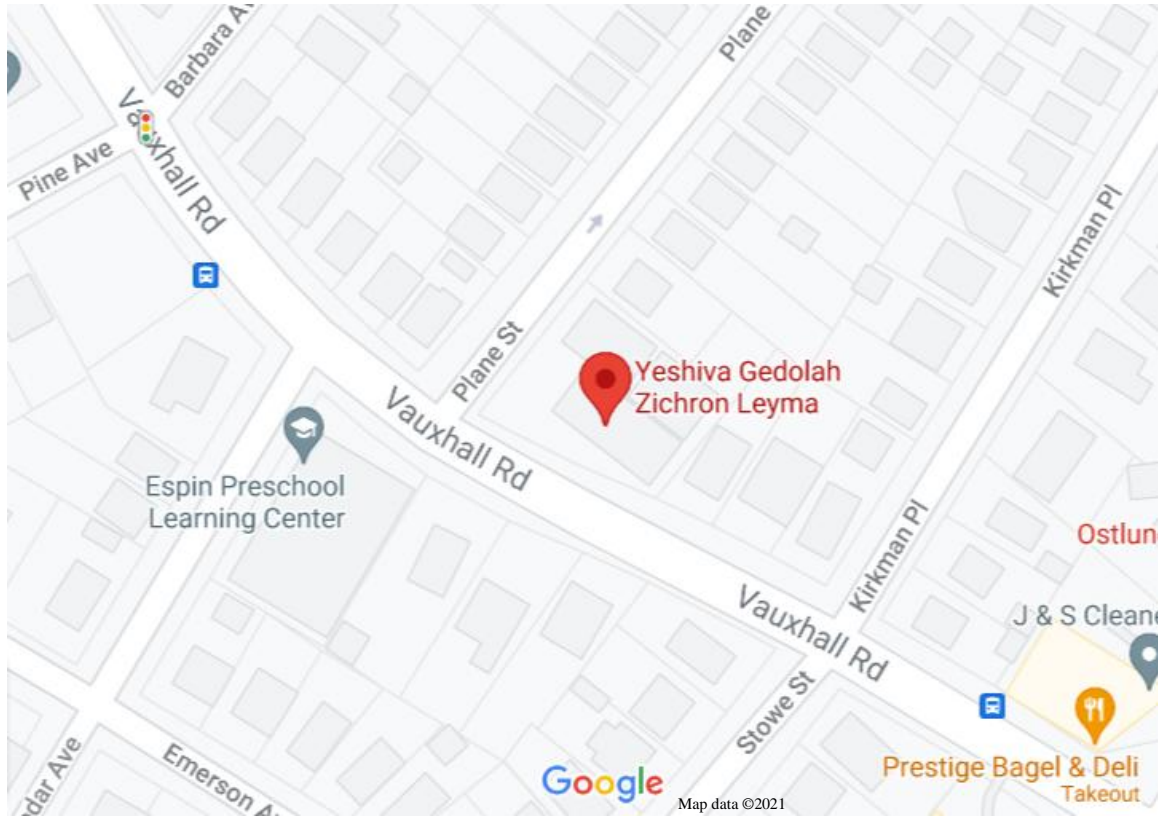 Barbara Av
Plane
Vauxhall Rd
Pine Ave
Kirkman Pl
Plane St
Yeshiva Gedolah
Zichron Leyma
Vauxhall Rd
Espin Preschool
Learning Center
Kirkman Pl
Ostlun
Vauxhall Rd
J & S Cleane
Stowe St
Emerson Av
dar Ave
Prestige Bagel & Deli
Takeout
Google
Map data ©2021